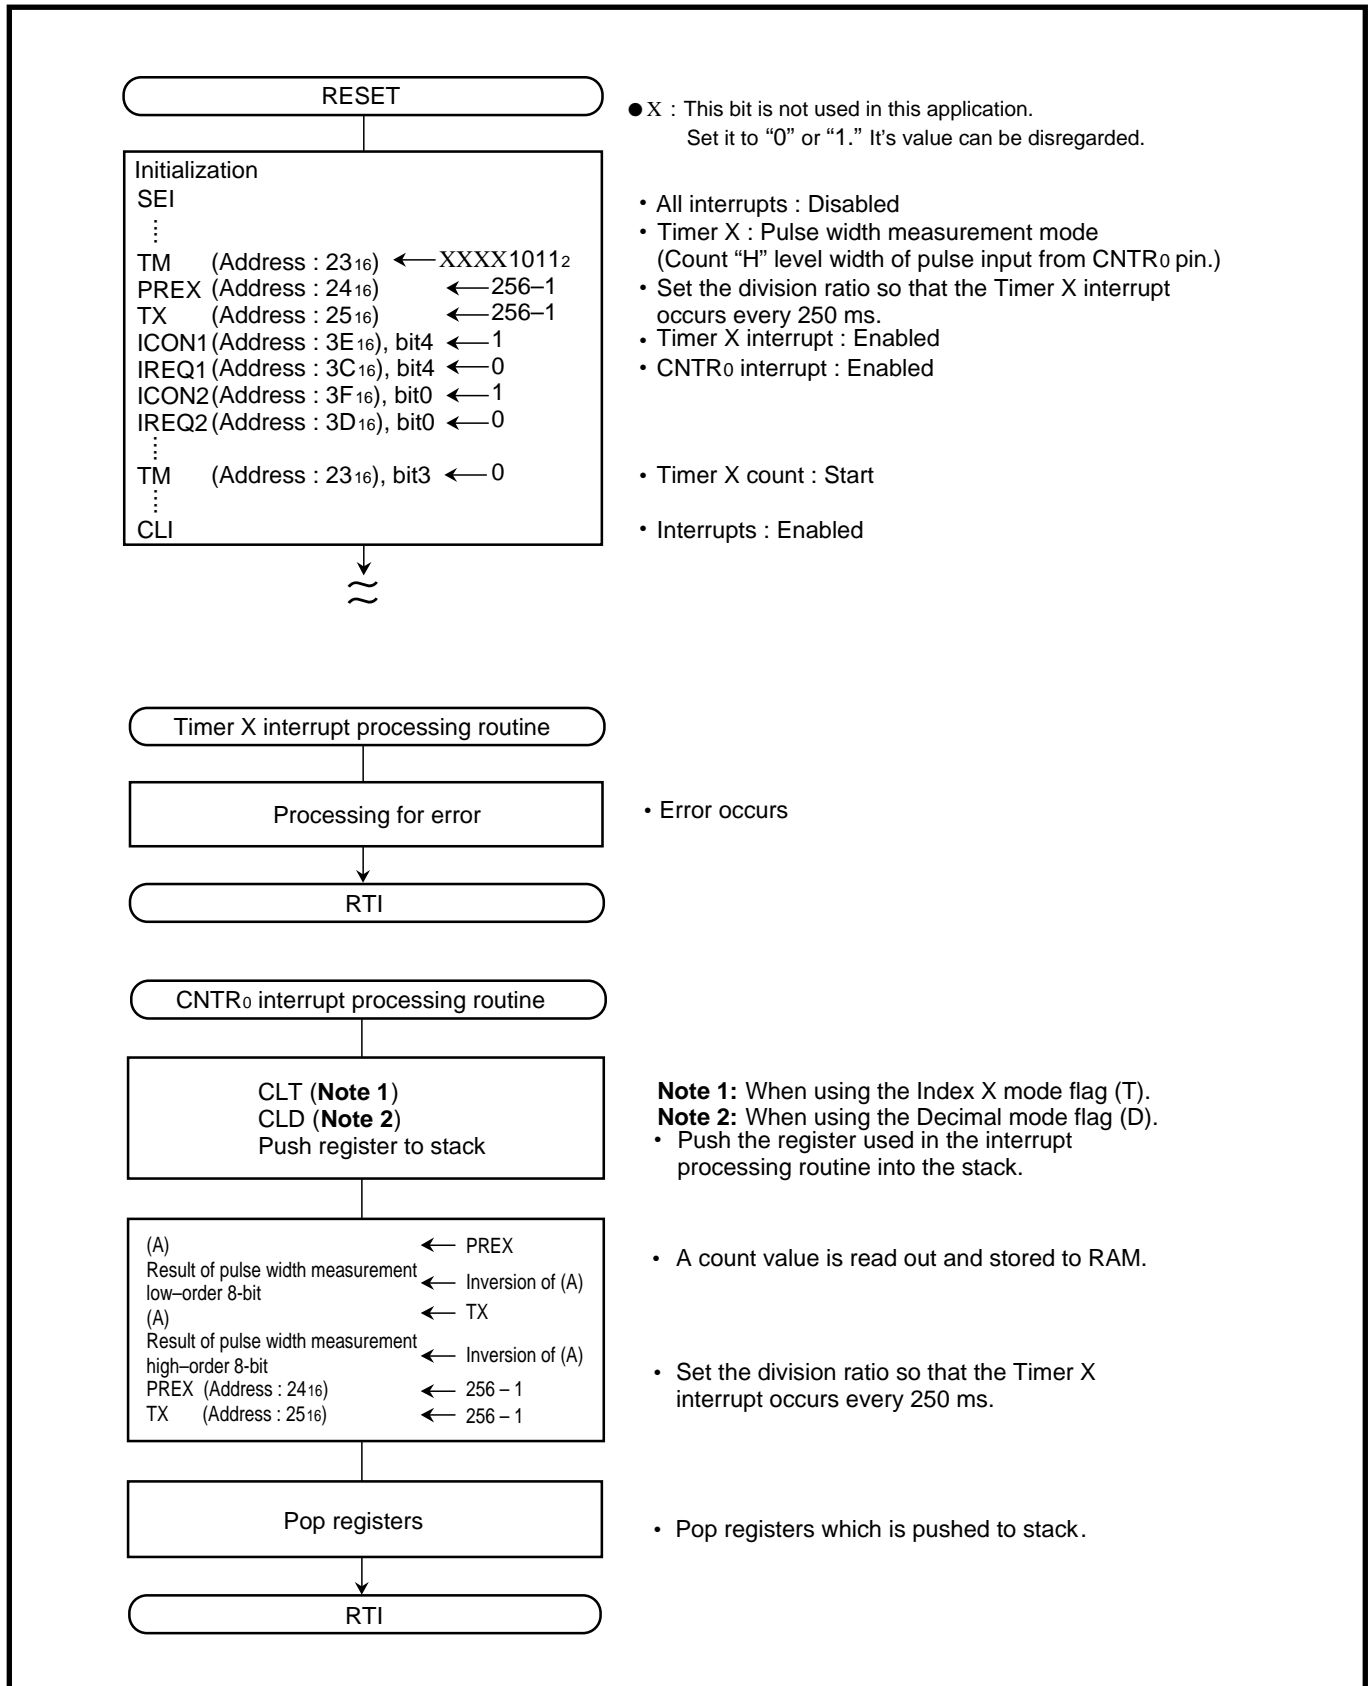 RESET
●X : This bit is not used in this application.
Set it to “0” or “1.” It’s value can be disregarded.
Initialization
SEI
TM (Address : 2316) ← XXXX10112
PREX (Address : 2416) ← 256–1
TX (Address : 2516) ← 256–1
ICON1 (Address : 3E16), bit4 ← 1
IREQ1 (Address : 3C16), bit4 ← 0
ICON2 (Address : 3F16), bit0 ← 1
IREQ2 (Address : 3D16), bit0 ← 0
TM (Address : 2316), bit3 ← 0
CLI
• All interrupts : Disabled
• Timer X : Pulse width measurement mode
(Count “H” level width of pulse input from CNTR0 pin.)
• Set the division ratio so that the Timer X interrupt
occurs every 250 ms.
• Timer X interrupt : Enabled
• CNTR0 interrupt : Enabled
• Timer X count : Start
• Interrupts : Enabled
Timer X interrupt processing routine
Processing for error
• Error occurs
RTI
CNTR0 interrupt processing routine
CLT (Note 1)
CLD (Note 2)
Push register to stack
Note 1: When using the Index X mode flag (T).
Note 2: When using the Decimal mode flag (D).
• Push the register used in the interrupt
processing routine into the stack.
(A) ← PREX
Result of pulse width measurement
low–order 8-bit ← Inversion of (A)
(A) ← TX
Result of pulse width measurement
high–order 8-bit ← Inversion of (A)
PREX (Address : 2416) ← 256 – 1
TX (Address : 2516) ← 256 – 1
• A count value is read out and stored to RAM.
• Set the division ratio so that the Timer X
interrupt occurs every 250 ms.
Pop registers
• Pop registers which is pushed to stack.
RTI